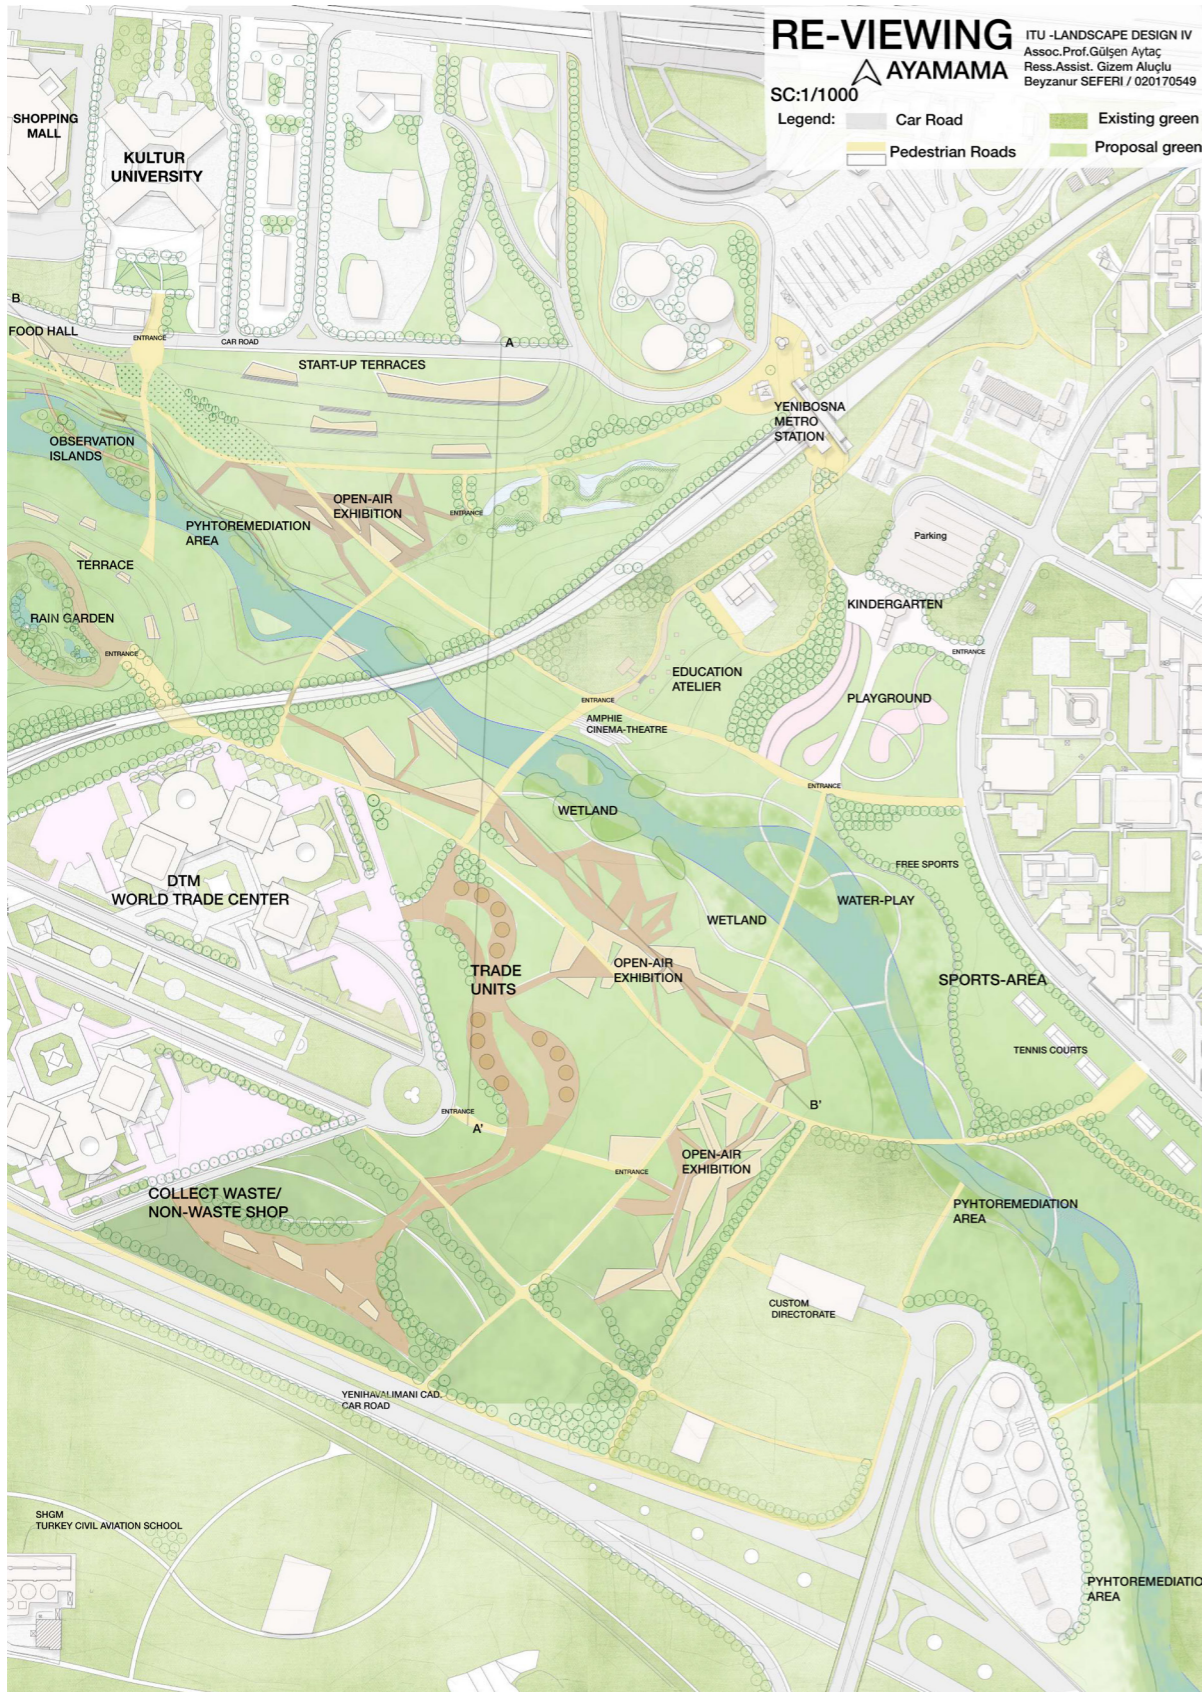 RE-VIEWING
AYAMAMA
SC:1/1000
ITU -LANDSCAPE DESIGN IV
Assoc.Prof.Gülşen Aytaç
Ress.Assist. Gizem Aluçlu
Beyzanur SEFERI / 020170549
Legend:
Car Road
Existing green
Pedestrian Roads
Proposal green
SHOPPING
MALL
KULTUR
UNIVERSITY
B
FOOD HALL
ENTRANCE
CAR ROAD
A
START-UP TERRACES
YENIBOSNA
METRO
STATION
OBSERVATION
ISLANDS
OPEN-AIR
EXHIBITION
ENTRANCE
PYHTOREMEDIATION
AREA
Parking
TERRACE
KINDERGARTEN
RAIN GARDEN
ENTRANCE
ENTRANCE
EDUCATION
ATELIER
ENTRANCE
PLAYGROUND
AMPHIE
CINEMA-THEATRE
ENTRANCE
WETLAND
FREE SPORTS
DTM
WORLD TRADE CENTER
WATER-PLAY
WETLAND
TRADE
UNITS
OPEN-AIR
EXHIBITION
SPORTS-AREA
TENNIS COURTS
ENTRANCE
A'
B'
OPEN-AIR
EXHIBITION
ENTRANCE
COLLECT WASTE/
NON-WASTE SHOP
PYHTOREMEDIATION
AREA
CUSTOM
DIRECTORATE
YENIHAVALIMANI CAD.
CAR ROAD
SHGM
TURKEY CIVIL AVIATION SCHOOL
PYHTOREMEDIATIO
AREA